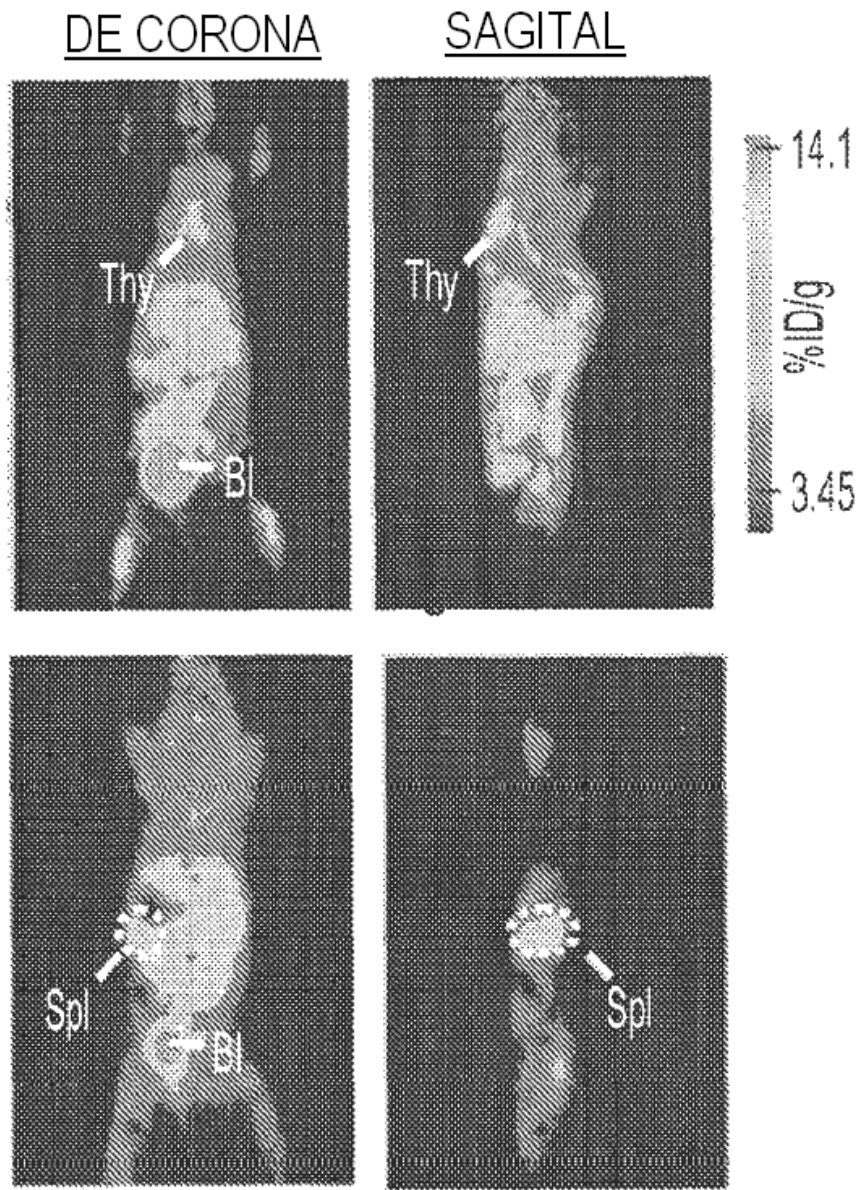 DE CORONA
SAGITAL
Thy
Bl
Thy
14.1
%ID/g
3.45
Spl
Bl
Spl